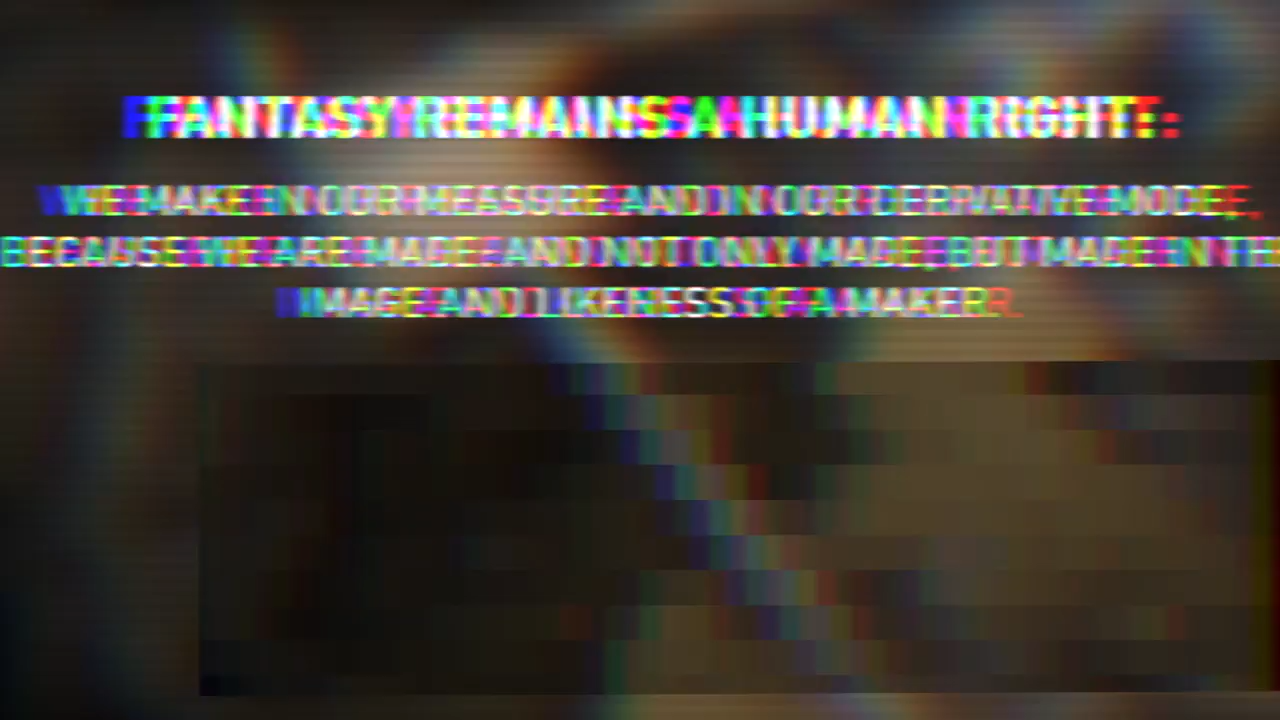 FANTASY REMAINS A HUMAN RIGHT:
WE MAKE IN OUR MEASURE AND IN OUR DERIVATIVE MODE,
BECAUSE WE ARE MADE: AND NOT ONLY MADE, BUT MADE IN THE
IMAGE AND LIKENESS OF A MAKER